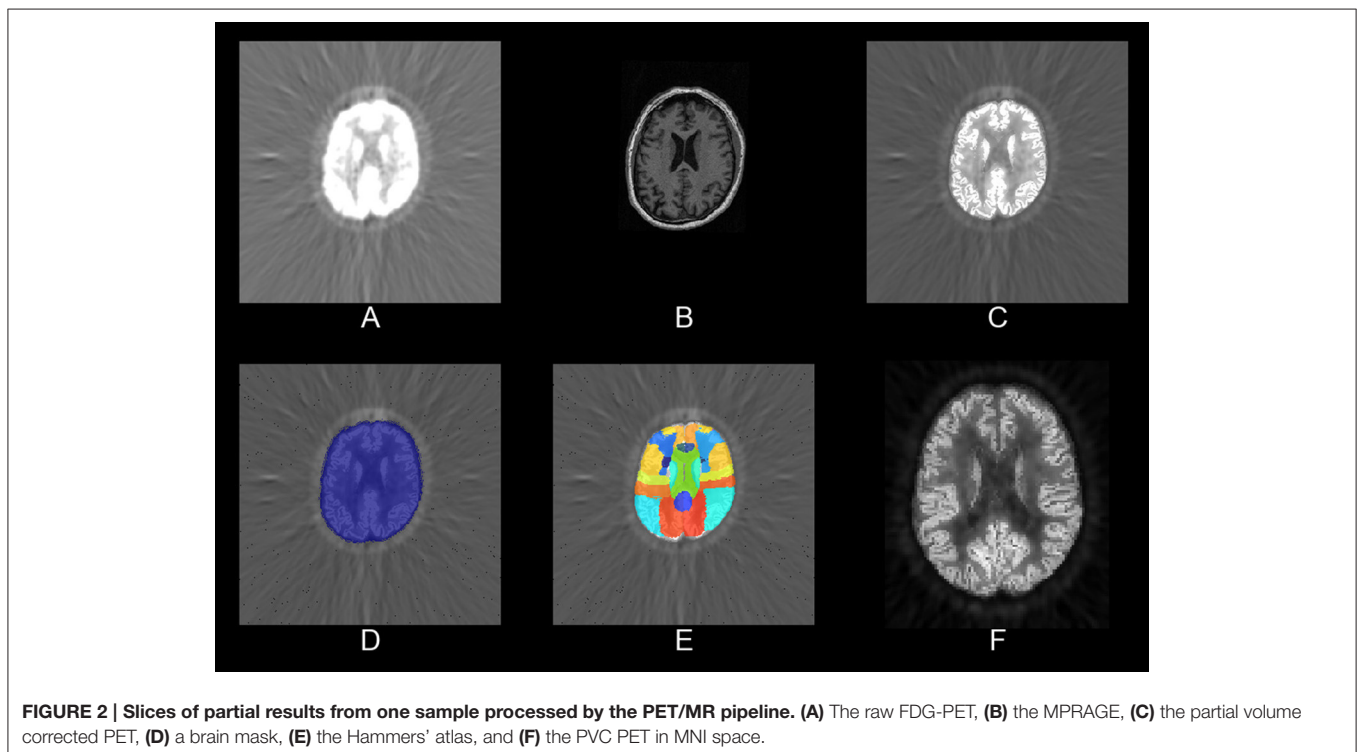 A
B
C
D
E
F
FIGURE 2 | Slices of partial results from one sample processed by the PET/MR pipeline. (A) The raw FDG-PET, (B) the MPRAGE, (C) the partial volume
corrected PET, (D) a brain mask, (E) the Hammers' atlas, and (F) the PVC PET in MNI space.